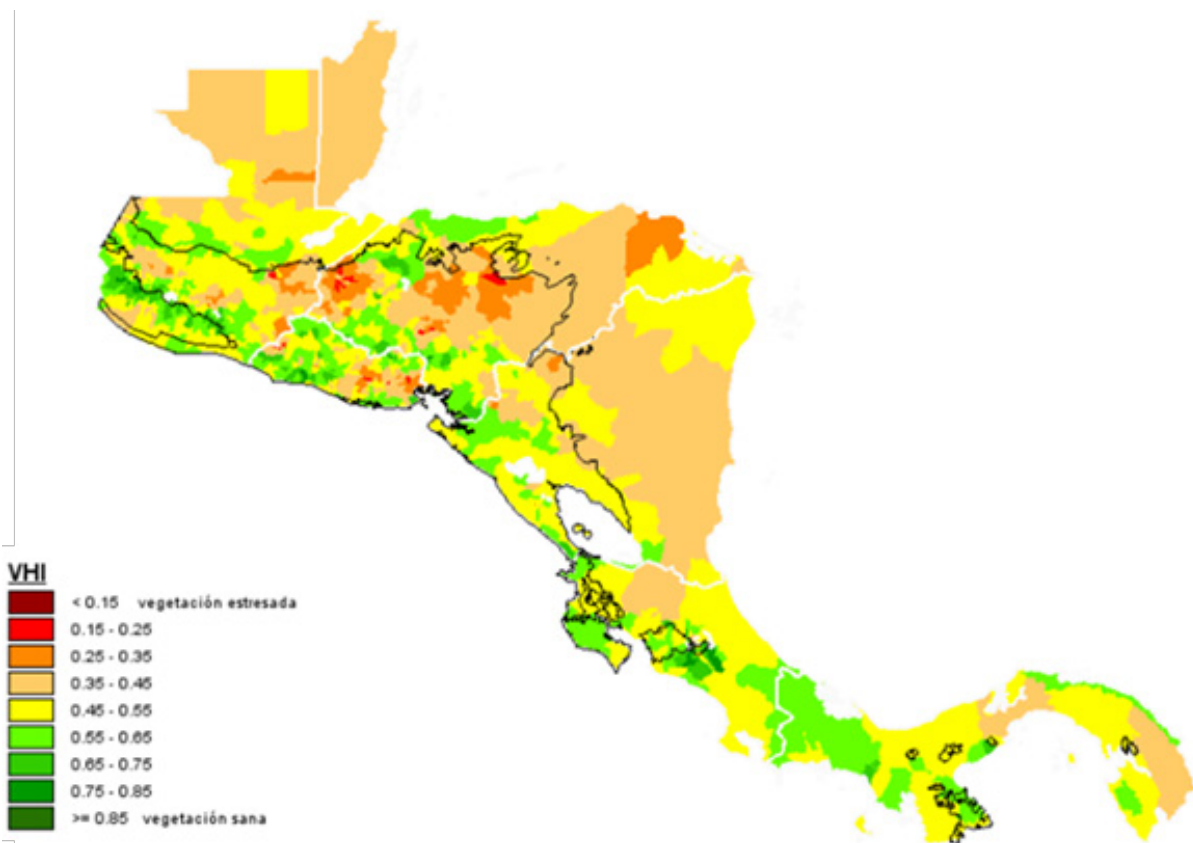 VHI
< 0.15 vegetación estresada
0.15 - 0.25
0.25 - 0.35
0.35 - 0.45
0.45 - 0.55
0.55 - 0.65
0.65 - 0.75
0.75 - 0.85
>= 0.85 vegetación sana